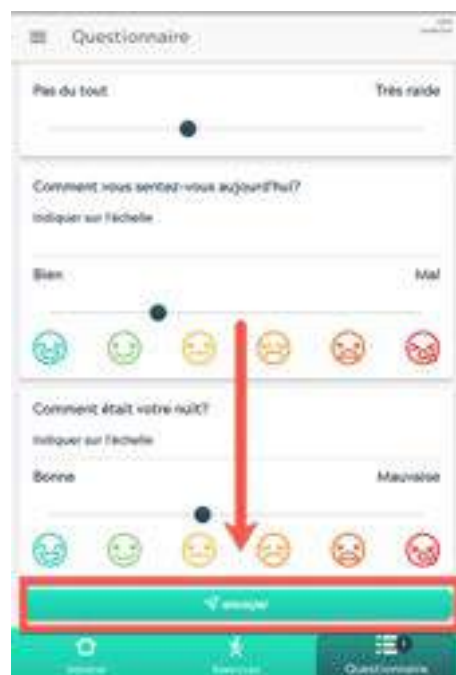 Questionnaire
Pas du tout
Très raide
Comment vous sentez-vous aujourd'hui?
Indiquer sur l'échelle
Bien
Mal
Comment était votre nuit?
Indiquer sur l'échelle
Bonne
Mauvaise
envoyer
Exercices
Questionnaire